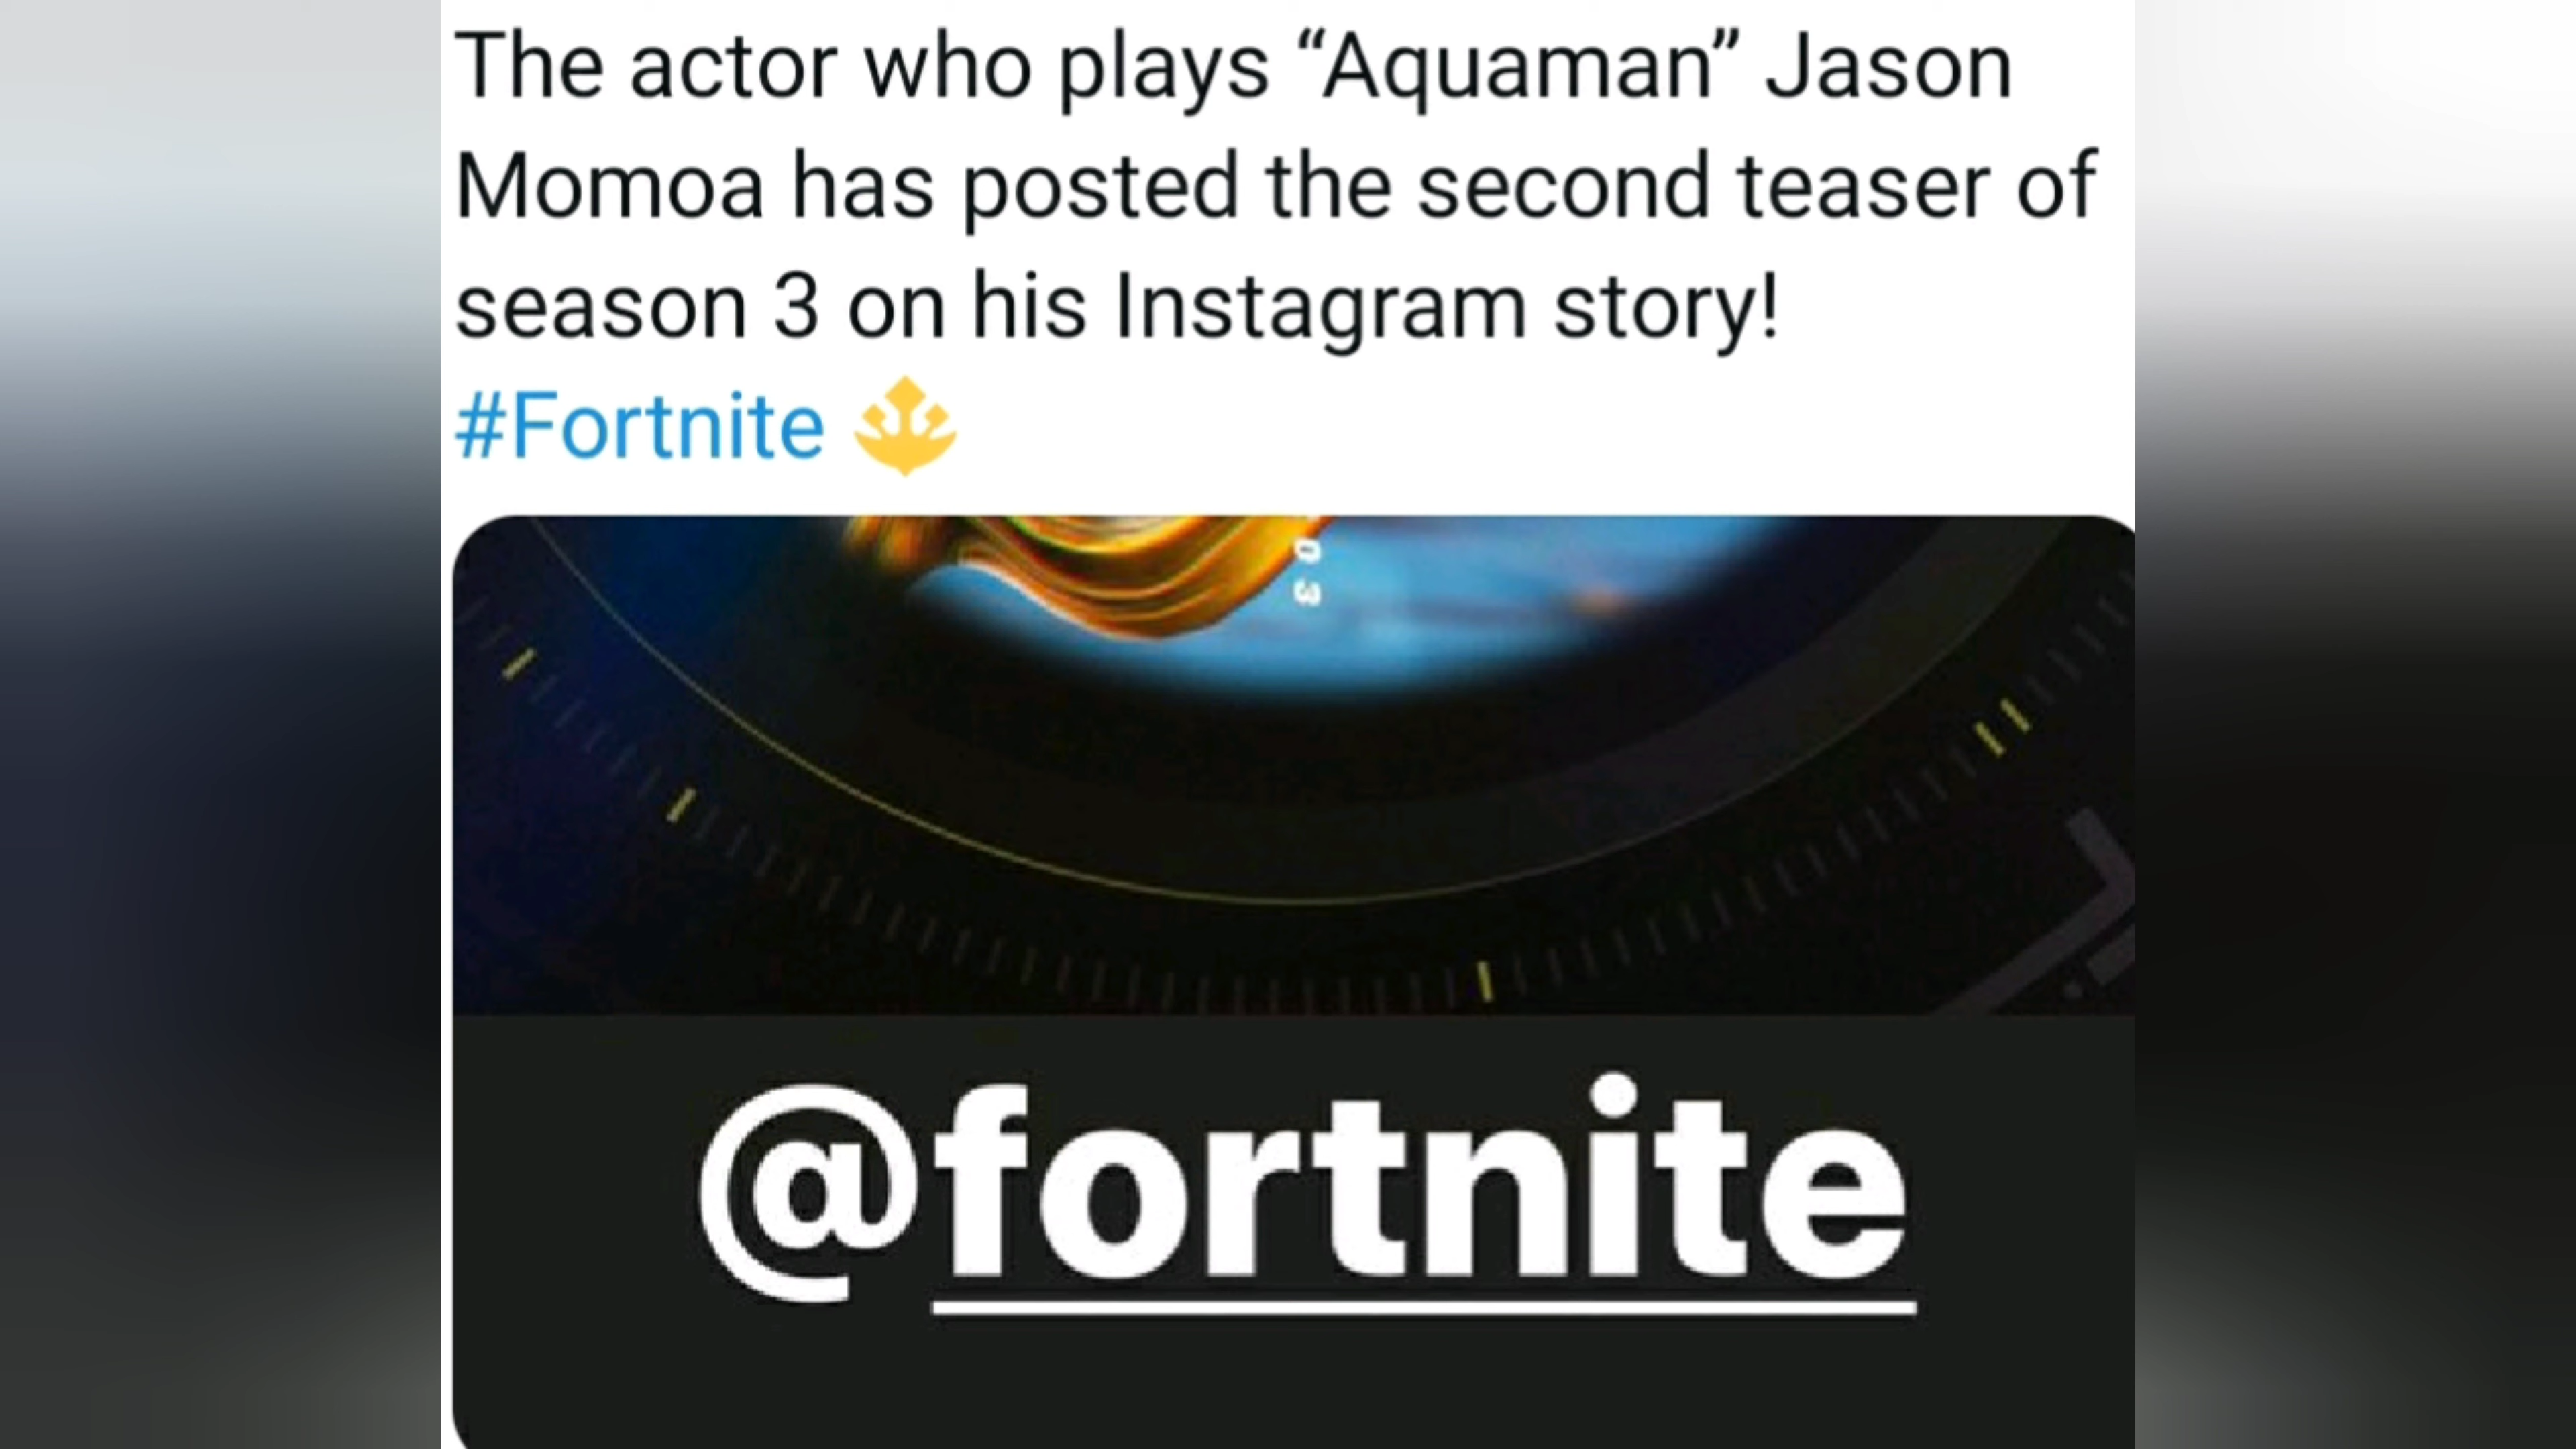 The actor who plays “Aquaman” Jason
Momoa has posted the second teaser of
season 3 on his Instagram story!
#Fortnite
03
@fortnite